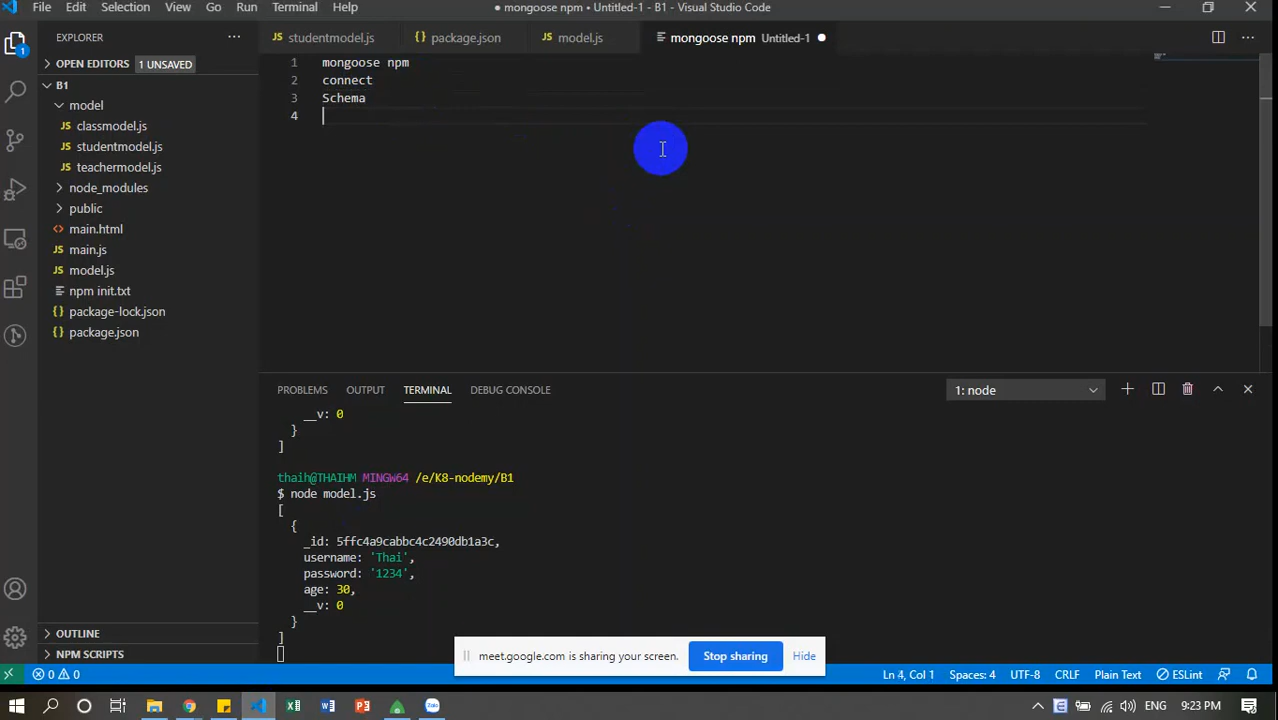 File Edit Selection View Go Run Terminal Help
● mongoose npm • Untitled-1 - B1 - Visual Studio Code
EXPLORER
studentmodel.js
package.json
model.js
mongoose npm Untitled-1
OPEN EDITORS 1 UNSAVED
B1
model
classmodel.js
studentmodel.js
teachermodel.js
node_modules
public
main.html
main.js
model.js
npm init.txt
package-lock.json
package.json
OUTLINE
NPM SCRIPTS
1 mongoose npm
2 connect
3 Schema
4
PROBLEMS OUTPUT TERMINAL DEBUG CONSOLE
1: node
__v: 0
}
]
thaih@THAIHM MINGW64 /e/K8-nodemy/B1
$ node model.js
[
{
_id: 5ffc4a9cabbc4c2490db1a3c,
username: 'Thai',
password: '1234',
age: 30,
__v: 0
}
]
meet.google.com is sharing your screen. Stop sharing Hide
0 0
Ln 4, Col 1 Spaces: 4 UTF-8 CRLF Plain Text ESLint
ENG 9:23 PM